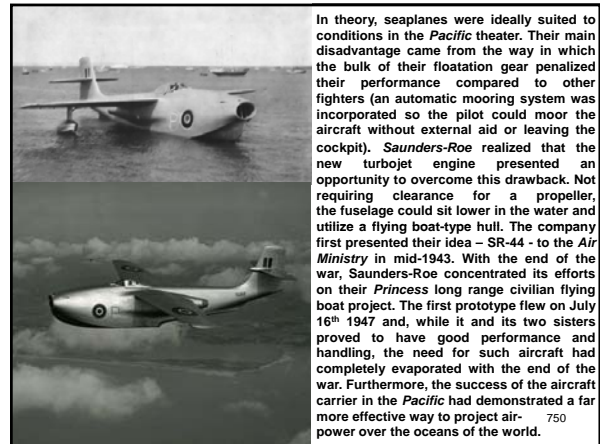 In theory, seaplanes were ideally suited to
conditions in the Pacific theater. Their main
disadvantage came from the way in which
the bulk of their floatation gear penalized
their performance compared to other
fighters (an automatic mooring system was
incorporated so the pilot could moor the
aircraft without external aid or leaving the
cockpit). Saunders-Roe realized that the
new turbojet engine presented an
opportunity to overcome this drawback. Not
requiring clearance for a propeller,
the fuselage could sit lower in the water and
utilize a flying boat-type hull. The company
first presented their idea – SR-44 - to the Air
Ministry in mid-1943. With the end of the
war, Saunders-Roe concentrated its efforts
on their Princess long range civilian flying
boat project. The first prototype flew on July
16th 1947 and, while it and its two sisters
proved to have good performance and
handling, the need for such aircraft had
completely evaporated with the end of the
war. Furthermore, the success of the aircraft
carrier in the Pacific had demonstrated a far
more effective way to project air-
power over the oceans of the world.
750